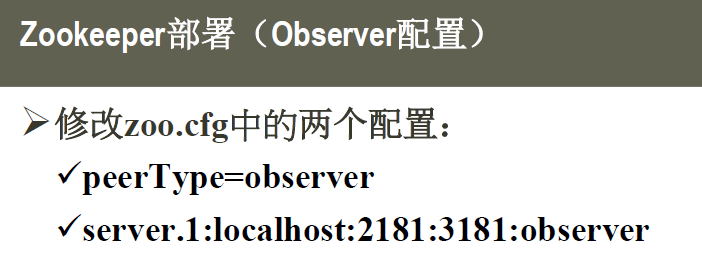 Zookeeper部署（Observer配置）
➢修改zoo.cfg中的两个配置：
✓peerType=observer
✓server.1:localhost:2181:3181:observer